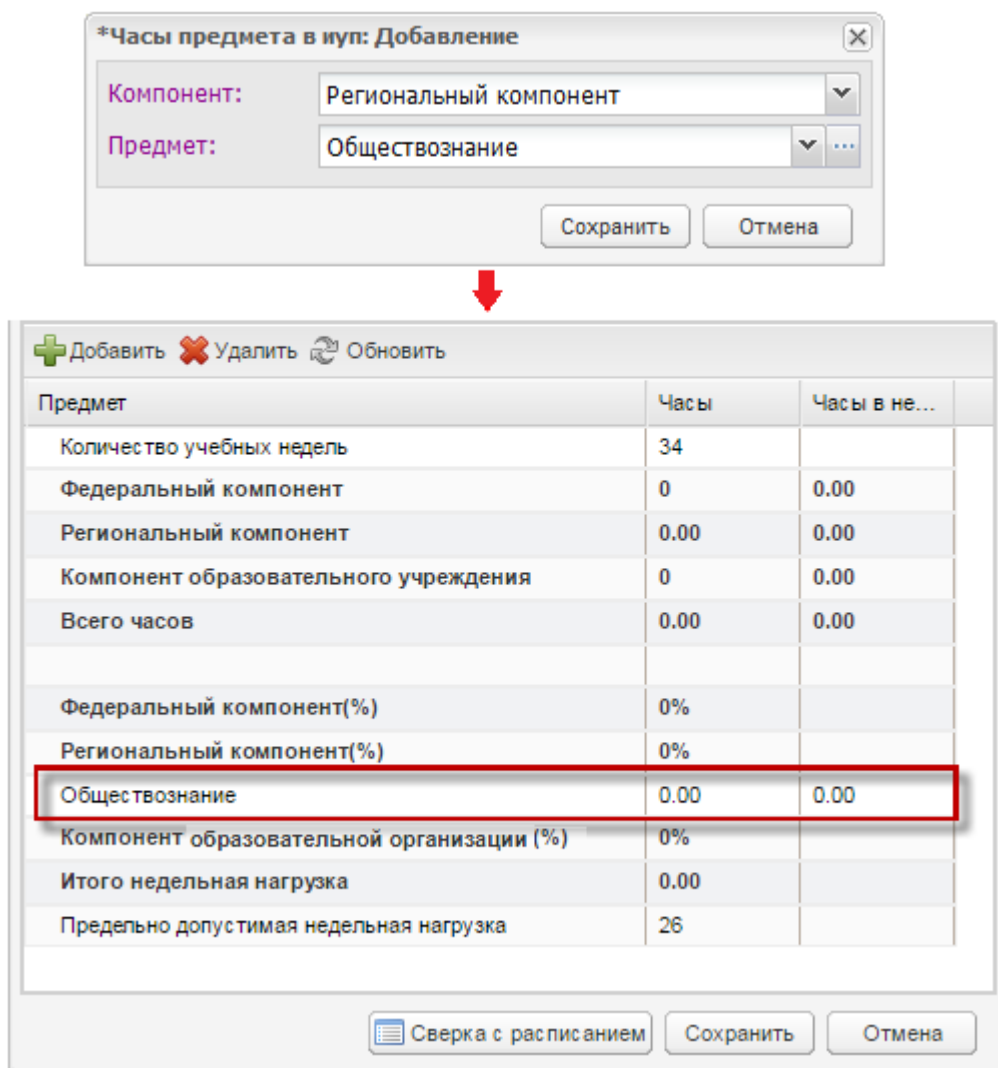 *Часы предмета в иуп: Добавление
Компонент: Региональный компонент
Предмет: Обществознание
Сохранить Отмена
Добавить Удалить Обновить
Предмет Часы Часы в не...
Количество учебных недель 34
Федеральный компонент 0 0.00
Региональный компонент 0.00 0.00
Компонент образовательного учреждения 0 0.00
Всего часов 0.00 0.00
Федеральный компонент(%) 0%
Региональный компонент(%) 0%
Обществознание 0.00 0.00
Компонент образовательной организации (%) 0%
Итого недельная нагрузка 0.00
Предельно допустимая недельная нагрузка 26
Сверка с расписанием Сохранить Отмена